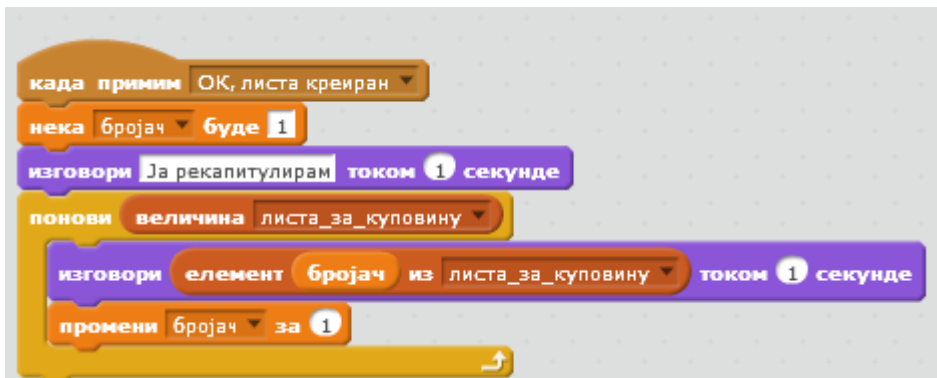 када примим ОК, листа креиран
нека бројач буде 1
изговори Ја рекапитулирам током 1 секунде
понови величина листа_за_куповину
изговори елемент бројач из листа_за_куповину током 1 секунде
промени бројач за 1